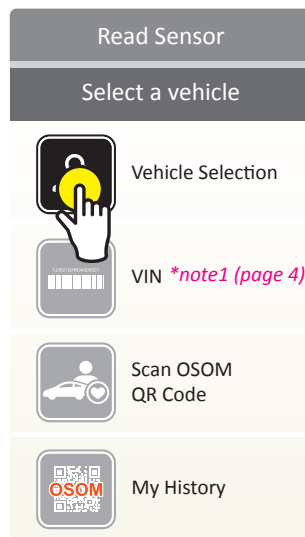 Read Sensor
Select a vehicle
Vehicle Selection
VIN *note1 (page 4)
Scan OSOM
QR Code
OSOM
My History